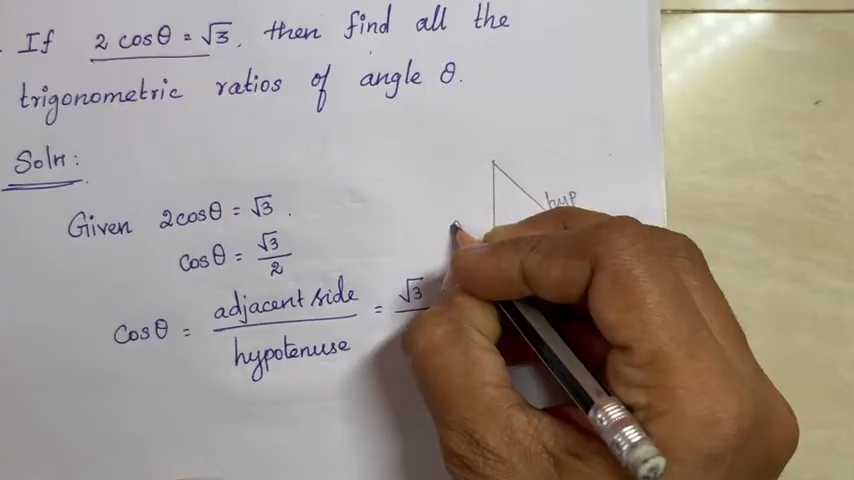 If 2 cosθ = √3, then find all the
trigonometric ratios of angle θ.
Soln:
Given 2cosθ = √3.
cosθ = √3/2
cosθ = adjacent side/hypotenuse = √3
hyp